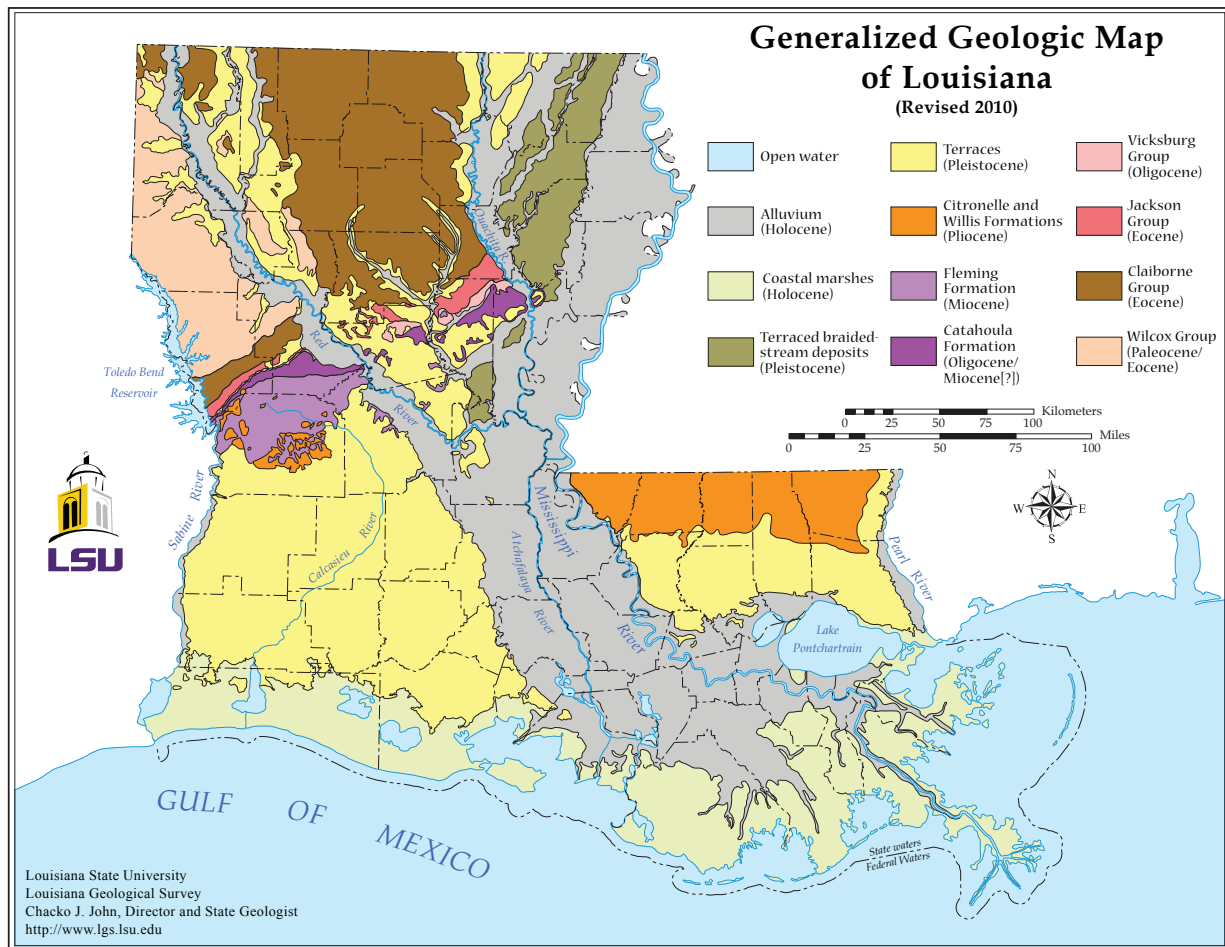 Generalized Geologic Map
of Louisiana
(Revised 2010)
Open water
Alluvium
(Holocene)
Coastal marshes
(Holocene)
Terraced braided-
stream deposits
(Pleistocene)
Terraces
(Pleistocene)
Citronelle and
Willis Formations
(Pliocene)
Fleming
Formation
(Miocene)
Catahoula
Formation
(Oligocene/
Miocene[?])
Vicksburg
Group
(Oligocene)
Jackson
Group
(Eocene)
Claiborne
Group
(Eocene)
Wilcox Group
(Paleocene/
Eocene)
0 25 50 75 100 Kilometers
0 25 50 75 100 Miles
N
W E
S
Ouachita R.
Red
River
Toledo Bend
Reservoir
LSU
Sabine River
Calcasieu River
Mississippi
River
Atchafalaya
River
Pearl River
Lake
Pontchartrain
GULF OF MEXICO
State waters
Federal Waters
Louisiana State University
Louisiana Geological Survey
Chacko J. John, Director and State Geologist
http://www.lgs.lsu.edu